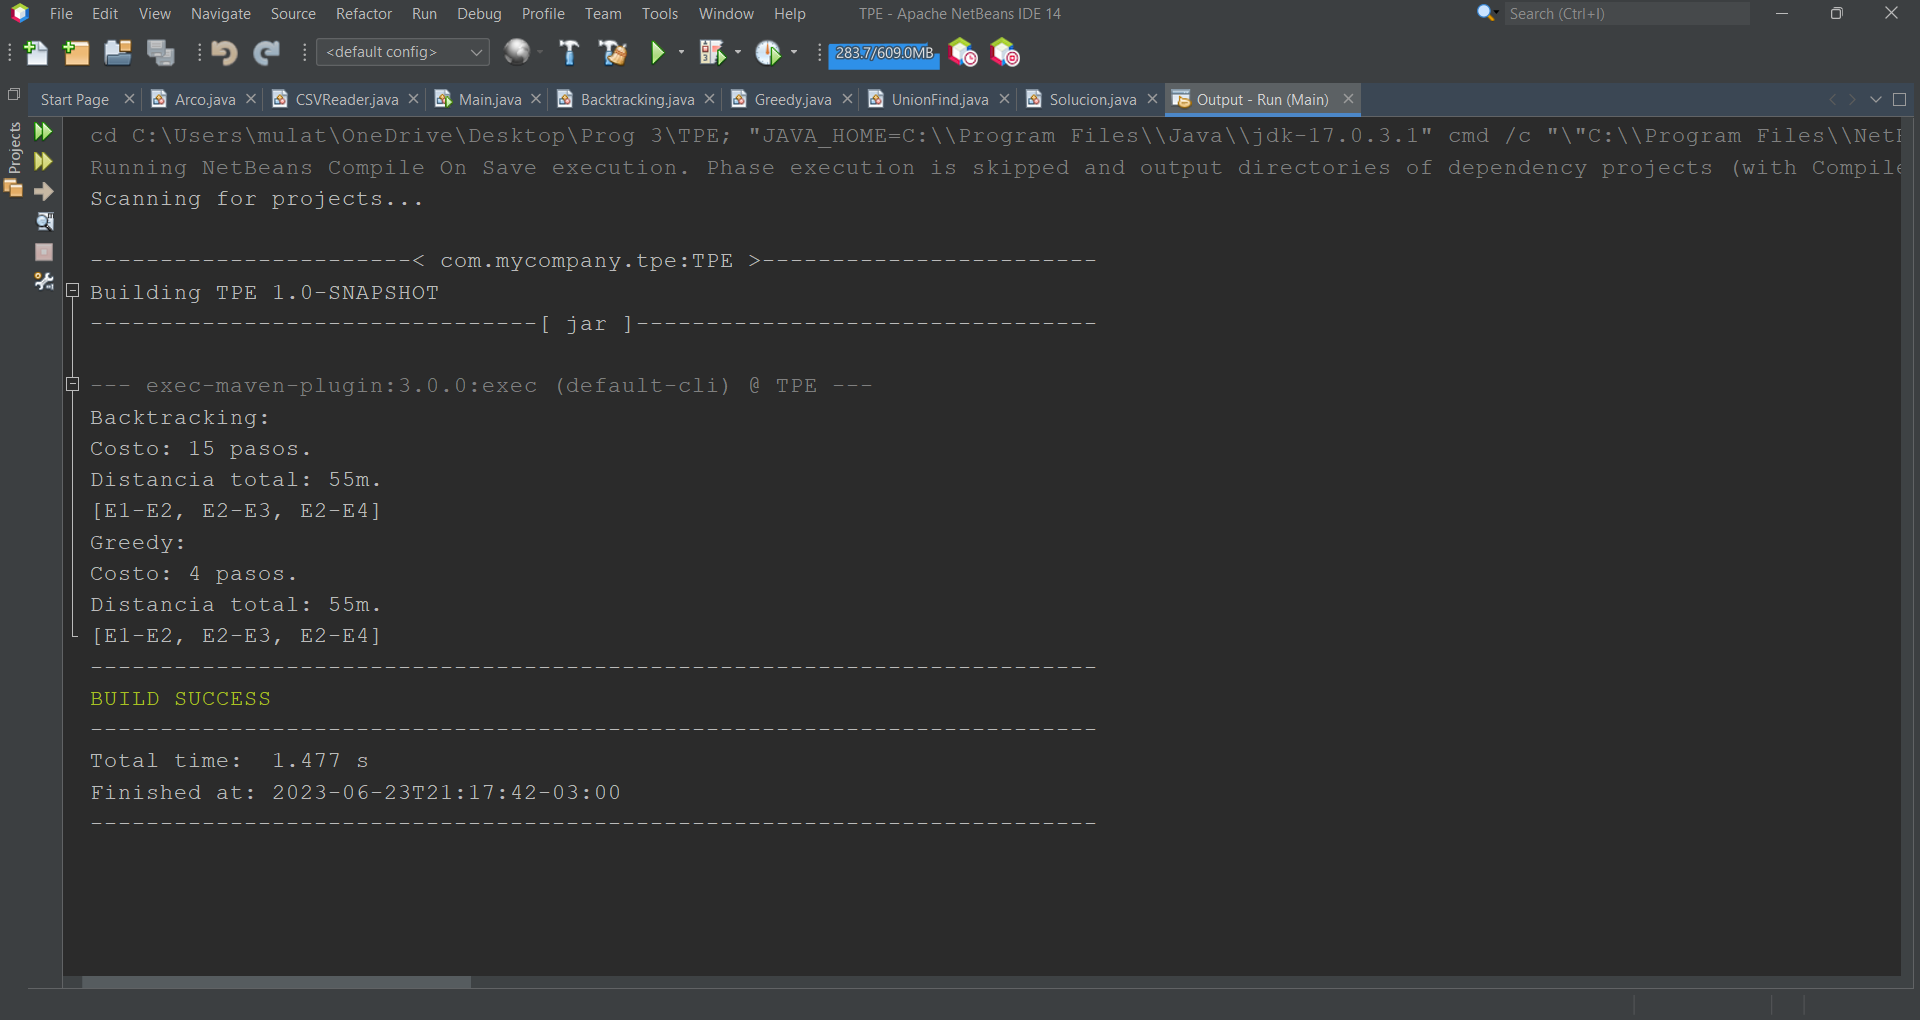 File Edit View Navigate Source Refactor Run Debug Profile Team Tools Window Help TPE - Apache NetBeans IDE 14 Search (Ctrl+I)
<default config> 283.7/609.0MB
Start Page Arco.java CSVReader.java Main.java Backtracking.java Greedy.java UnionFind.java Solucion.java Output - Run (Main)
Projects
cd C:\Users\mulat\OneDrive\Desktop\Prog 3\TPE; "JAVA_HOME=C:\\Program Files\\Java\\jdk-17.0.3.1" cmd /c "\"C:\\Program Files\\Net
Running NetBeans Compile On Save execution. Phase execution is skipped and output directories of dependency projects (with Compile
Scanning for projects...
-----------------------< com.mycompany.tpe:TPE >------------------------
Building TPE 1.0-SNAPSHOT
--------------------------------[ jar ]---------------------------------
--- exec-maven-plugin:3.0.0:exec (default-cli) @ TPE ---
Backtracking:
Costo: 15 pasos.
Distancia total: 55m.
[E1-E2, E2-E3, E2-E4]
Greedy:
Costo: 4 pasos.
Distancia total: 55m.
[E1-E2, E2-E3, E2-E4]
------------------------------------------------------------------------
BUILD SUCCESS
------------------------------------------------------------------------
Total time:  1.477 s
Finished at: 2023-06-23T21:17:42-03:00
------------------------------------------------------------------------